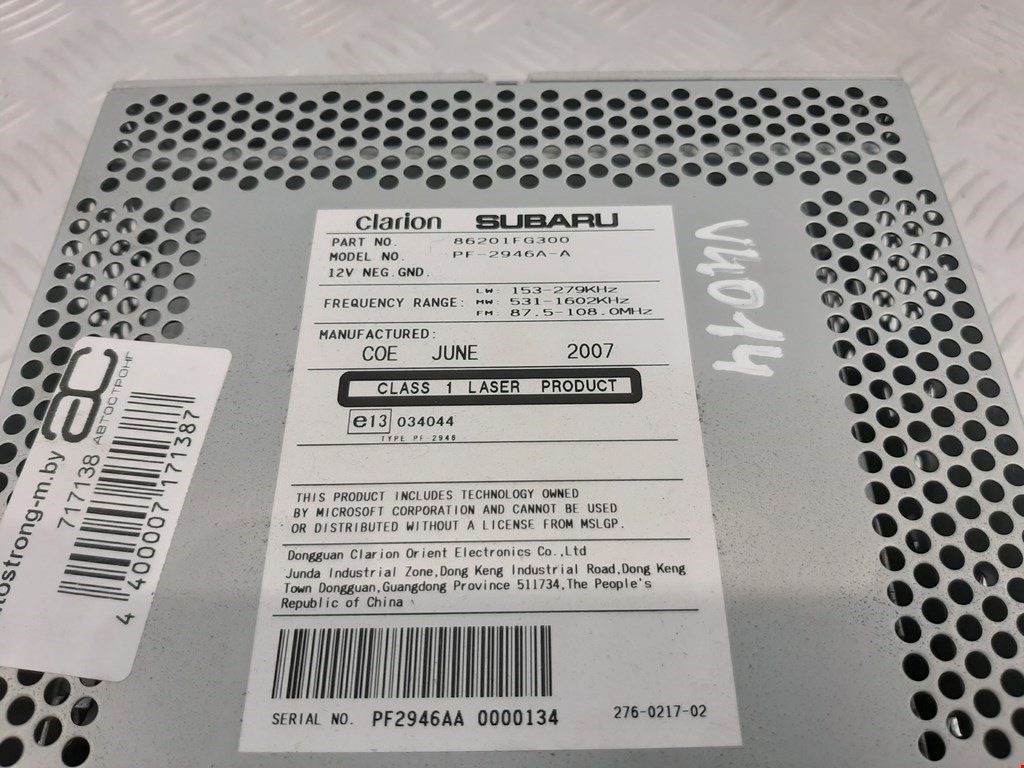 clarion SUBARU
PART NO. 86201FG300
MODEL NO. PF-2946A-A
12V NEG.GND.
FREQUENCY RANGE: LW: 153-279KHz
MW: 531-1602KHz
FM: 87.5-108.0MHz
MANUFACTURED:
COE JUNE 2007
CLASS 1 LASER PRODUCT
e13 034044
TYPE PF-2946
THIS PRODUCT INCLUDES TECHNOLOGY OWNED
BY MICROSOFT CORPORATION AND CANNOT BE USED
OR DISTRIBUTED WITHOUT A LICENSE FROM MSLGP.
Dongguan Clarion Orient Electronics Co.,Ltd
Junda Industrial Zone,Dong Keng Industrial Road,Dong Keng
Town Dongguan,Guangdong Province 511734,The People's
Republic of China
SERIAL NO. PF2946AA 0000134
276-0217-02
tostrong-m.by
ac
АВТОСТРОНГ
717138
4 400007 171387